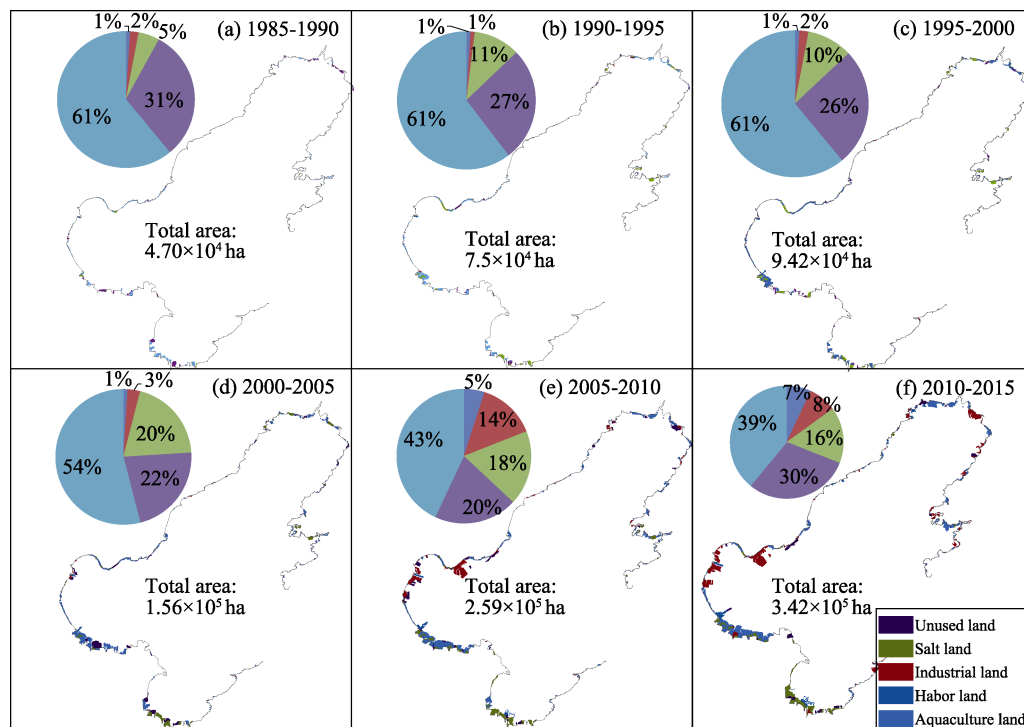 (a) 1985-1990
1%
2%
5%
31%
61%
Total area:
4.70×10⁴ ha
(b) 1990-1995
1%
1%
11%
27%
61%
Total area:
7.5×10⁴ ha
(c) 1995-2000
1%
2%
10%
26%
61%
Total area:
9.42×10⁴ ha
(d) 2000-2005
1%
3%
20%
22%
54%
Total area:
1.56×10⁵ ha
(e) 2005-2010
5%
14%
18%
20%
43%
Total area:
2.59×10⁵ ha
(f) 2010-2015
7%
8%
16%
30%
39%
Total area:
3.42×10⁵ ha
Unused land
Salt land
Industrial land
Habor land
Aquaculture land